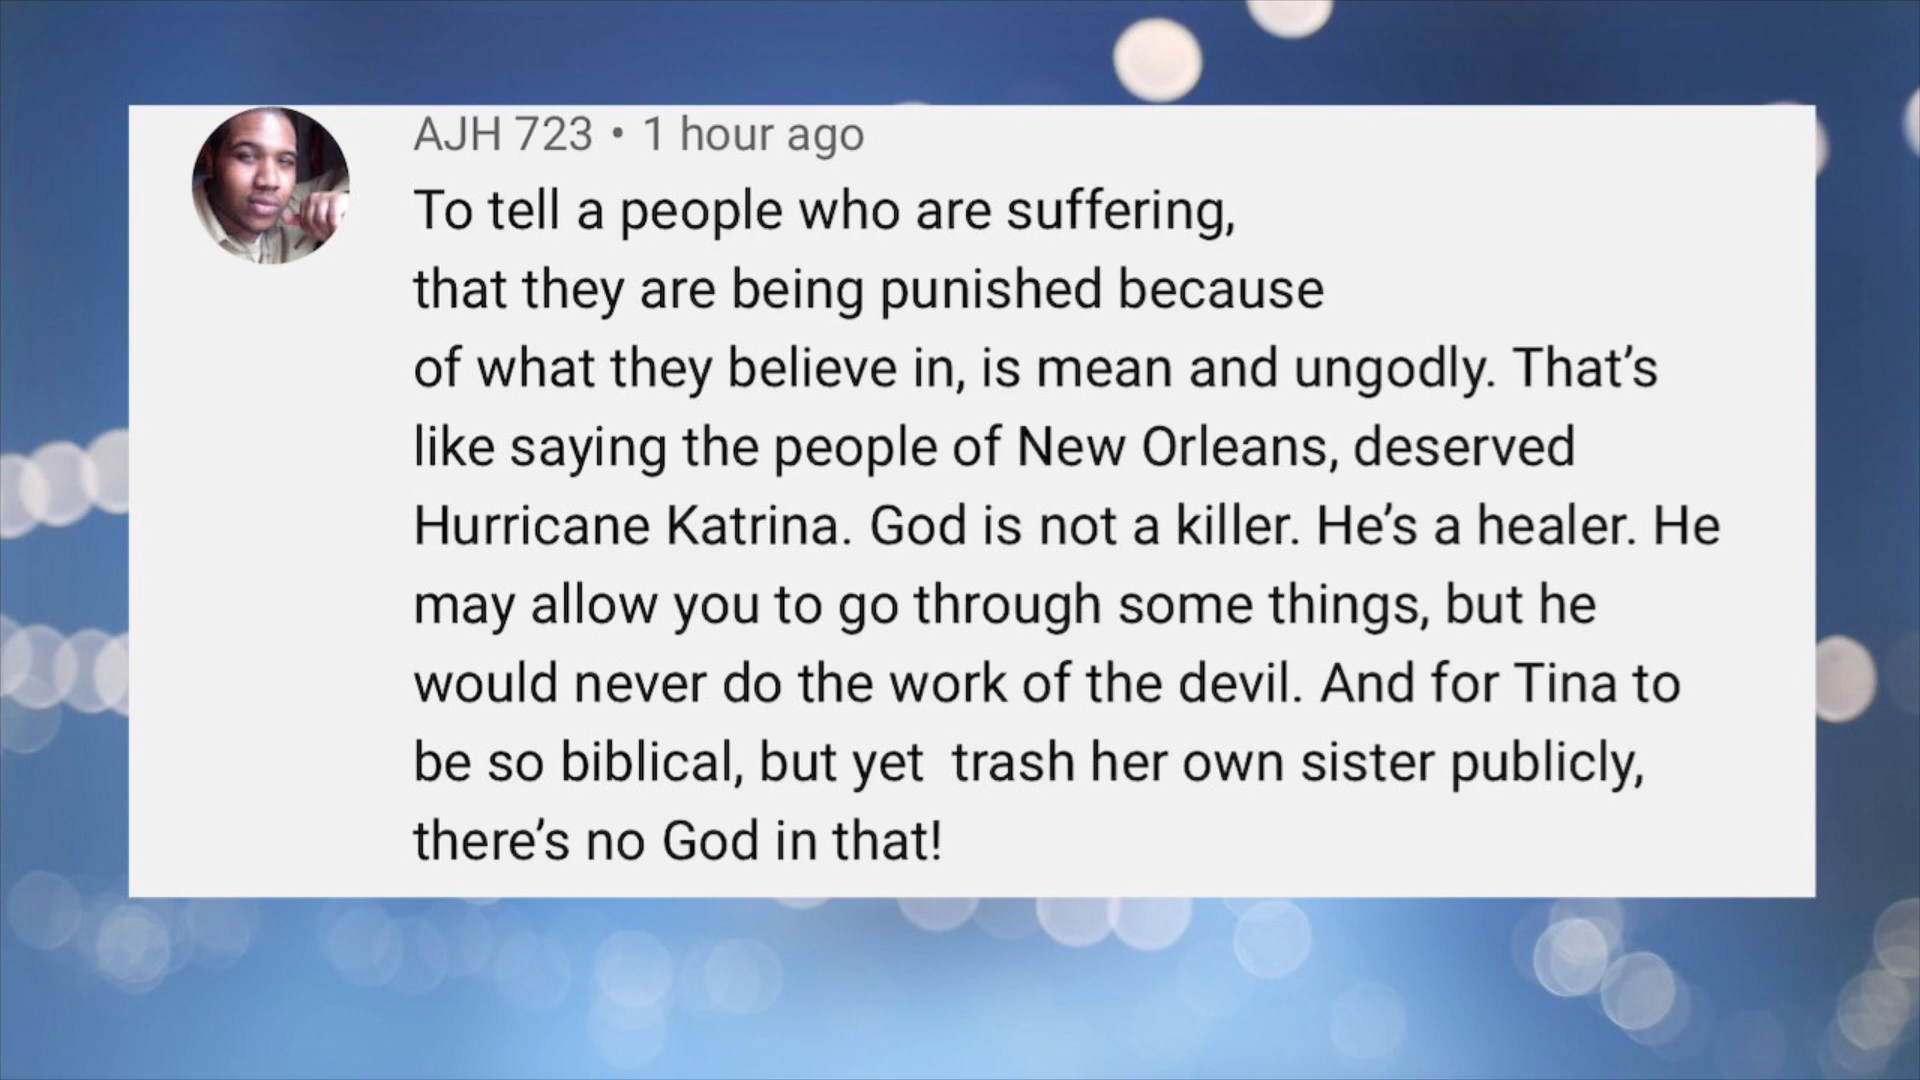 AJH 723 • 1 hour ago
To tell a people who are suffering,
that they are being punished because
of what they believe in, is mean and ungodly. That’s
like saying the people of New Orleans, deserved
Hurricane Katrina. God is not a killer. He’s a healer. He
may allow you to go through some things, but he
would never do the work of the devil. And for Tina to
be so biblical, but yet  trash her own sister publicly,
there’s no God in that!